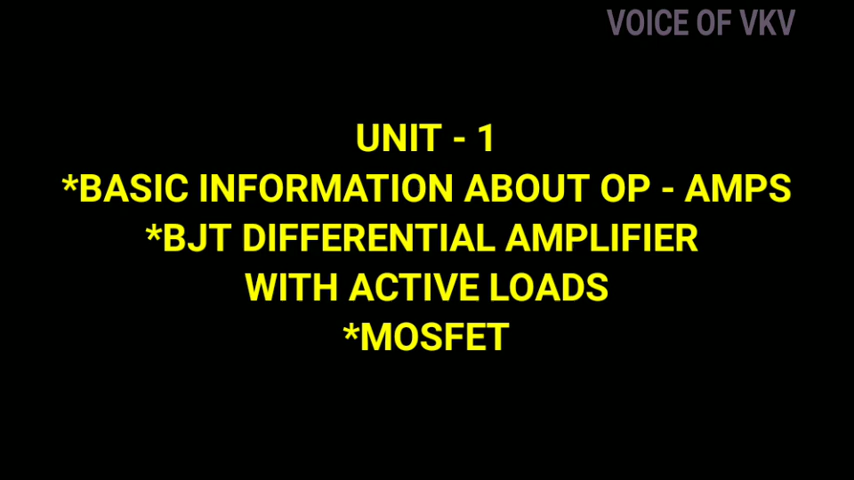 VOICE OF VKV
UNIT - 1
*BASIC INFORMATION ABOUT OP - AMPS
*BJT DIFFERENTIAL AMPLIFIER
WITH ACTIVE LOADS
*MOSFET